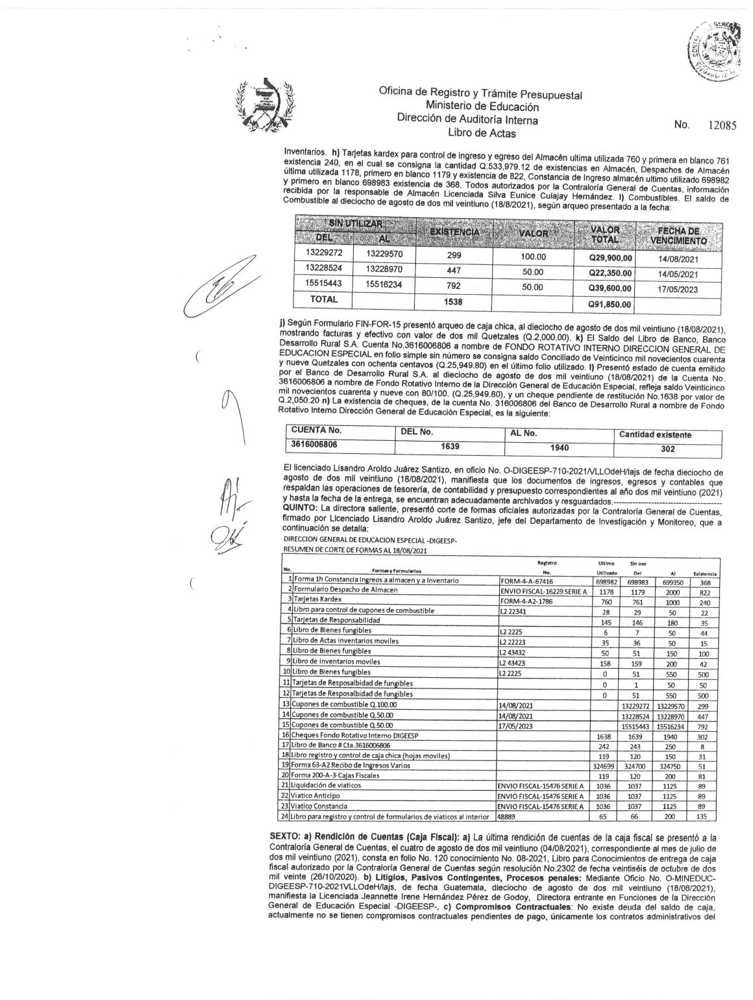 Oficina de Registro y Trámite Presupuestal
Ministerio de Educación
Dirección de Auditoría Interna
Libro de Actas
No. 12085
Inventarios. h) Tarjetas kardex para control de ingreso y egreso del Almacén ultima utilizada 760 y primera en blanco 761
existencia 240, en el cual se consigna la cantidad Q.533,979.12 de existencias en Almacén, Despachos de Almacén
última utilizada 1178, primero en blanco 1179 y existencia de 822, Constancia de Ingreso almacén ultimo utilizado 698982
y primero en blanco 698983 existencia de 368. Todos autorizados por la Contraloría General de Cuentas, información
recibida por la responsable de Almacén Licenciada Silva Eunice Culajay Hernández. I) Combustibles. El saldo de
Combustible al dieciocho de agosto de dos mil veintiuno (18/8/2021), según arqueo presentado a la fecha:
SIN UTILIZAR EXISTENCIA VALOR VALOR TOTAL FECHA DE VENCIMIENTO
DEL AL
13229272 13229570 299 100.00 Q29,900.00 14/08/2021
13228524 13228970 447 50.00 Q22,350.00 14/05/2021
15515443 15516234 792 50.00 Q39,600.00 17/05/2023
TOTAL 1538 Q91,850.00
j) Según Formulario FIN-FOR-15 presentó arqueo de caja chica, al dieciocho de agosto de dos mil veintiuno (18/08/2021),
mostrando facturas y efectivo con valor de dos mil Quetzales (Q.2,000.00). k) El Saldo del Libro de Banco, Banco
Desarrollo Rural S.A. Cuenta No.3616006806 a nombre de FONDO ROTATIVO INTERNO DIRECCIÓN GENERAL DE
EDUCACION ESPECIAL en folio simple sin número se consigna saldo Conciliado de Veinticinco mil novecientos cuarenta
y nueve Quetzales con ochenta centavos (Q.25,949.80) en el último folio utilizado. l) Presentó estado de cuenta emitido
por el Banco de Desarrollo Rural S.A. al dieciocho de agosto de dos mil veintiuno (18/08/2021) de la Cuenta No.
3616006806 a nombre de Fondo Rotativo Interno de la Dirección General de Educación Especial, refleja saldo Veinticinco
mil novecientos cuarenta y nueve con 80/100. (Q.25,949.80), y un cheque pendiente de restitución No.1638 por valor de
Q.2,050.20 n) La existencia de cheques, de la cuenta No. 316006806 del Banco de Desarrollo Rural a nombre de Fondo
Rotativo Interno Dirección General de Educación Especial, es la siguiente:
CUENTA No. DEL No. AL No. Cantidad existente
3616006806 1639 1940 302
El licenciado Lisandro Aroldo Juárez Santizo, en oficio No. O-DIGEESP-710-2021/VLLOdeH/lajs de fecha dieciocho de
agosto de dos mil veintiuno (18/08/2021), manifiesta que los documentos de ingresos, egresos y contables que
respaldan las operaciones de tesorería, de contabilidad y presupuesto correspondientes al año dos mil veintiuno (2021)
y hasta la fecha de la entrega, se encuentran adecuadamente archivados y resguardados.----------------------------------------
QUINTO: La directora saliente, presentó corte de formas oficiales autorizadas por la Contraloría General de Cuentas,
firmado por Licenciado Lisandro Aroldo Juárez Santizo, jefe del Departamento de Investigación y Monitoreo, que a
continuación se detalla:
DIRECCION GENERAL DE EDUCACION ESPECIAL -DIGEESP-
RESUMEN DE CORTE DE FORMAS AL 18/08/2021
No. Formas y Formularios Registro No. Ultimo Utilizado Sin uso Del Al Existencia
1 Forma 1h Constancia Ingreos a almacen y a Inventario FORM-4-A-67416 698982 698983 699350 368
2 Formulario Despacho de Almacen ENVIO FISCAL-16229 SERIE A 1178 1179 2000 822
3 Tarjetas Kardex FORM-4-A2-1786 760 761 1000 240
4 Libro para control de cupones de combustible L2 22341 28 29 50 22
5 Tarjetas de Responsabilidad 145 146 180 35
6 Libro de Bienes fungibles L2 2225 6 7 50 44
7 Libro de Actas inventarios moviles L2 22223 35 36 50 15
8 Libro de Bienes fungibles L2 43432 50 51 150 100
9 Libro de inventarios moviles L2 43423 158 159 200 42
10 Libro de Bienes fungibles L2 2225 0 51 550 500
11 Tarjetas de Resposalbidad de fungibles 0 1 50 50
12 Tarjetas de Resposalbidad de fungibles 0 51 550 500
13 Cupones de combustible Q.100.00 14/08/2021 13229272 13229570 299
14 Cupones de combustible Q.50.00 14/08/2021 13228524 13228970 447
15 Cupones de combustible Q.50.00 17/05/2023 15515443 15516234 792
16 Cheques Fondo Rotativo Interno DIGEESP 1638 1639 1940 302
17 Libro de Banco # Cta.3616006806 242 243 250 8
18 Libro registro y control de caja chica (hojas moviles) 119 120 150 31
19 Forma 63-A2 Recibo de Ingresos Varios 324699 324700 324750 51
20 Forma 200-A-3-Cajas Fiscales 119 120 200 81
21 Liquidación de viaticos ENVIO FISCAL-15476 SERIE A 1036 1037 1125 89
22 Viatico Anticipo ENVIO FISCAL-15476 SERIE A 1036 1037 1125 89
23 Viatico Constancia ENVIO FISCAL-15476 SERIE A 1036 1037 1125 89
24 Libro para registro y control de formularios de viaticos al interior 48889 65 66 200 135
SEXTO: a) Rendición de Cuentas (Caja Fiscal): a) La última rendición de cuentas de la caja fiscal se presentó a la
Contraloría General de Cuentas, el cuatro de agosto de dos mil veintiuno (04/08/2021), correspondiente al mes de julio de
dos mil veintiuno (2021), consta en folio No. 120 conocimiento No. 08-2021, Libro para Conocimientos de entrega de caja
fiscal autorizado por la Contraloría General de Cuentas según resolución No.2302 de fecha veintiséis de octubre de dos
mil veinte (26/10/2020). b) Litigios, Pasivos Contingentes, Procesos penales: Mediante Oficio No. O-MINEDUC-
DIGEESP-710-2021VLLOdeH/lajs, de fecha Guatemala, dieciocho de agosto de dos mil veintiuno (18/08/2021),
manifiesta la Licenciada Jeannette Irene Hernández Pérez de Godoy, Directora entrante en Funciones de la Dirección
General de Educación Especial -DIGEESP-, c) Compromisos Contractuales: No existe deuda del saldo de caja,
actualmente no se tienen compromisos contractuales pendientes de pago, únicamente los contratos administrativos del